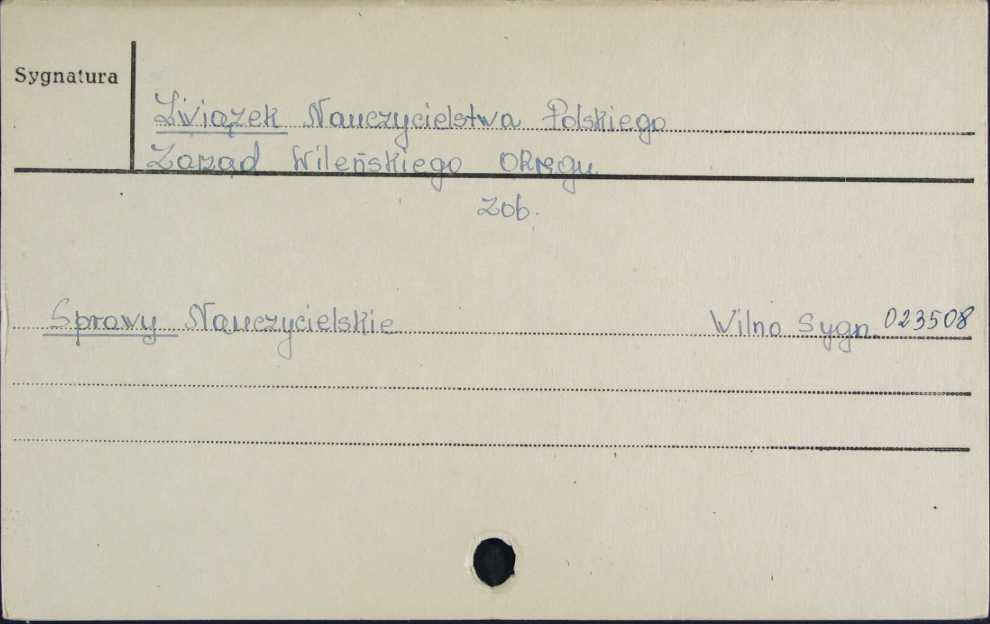 Sygnatura
Związek Nauczycielstwa Polskiego
Zarząd Wileńskiego Okręgu
zob.
Sprawy Nauczycielskie Wilno Sygn. 023508